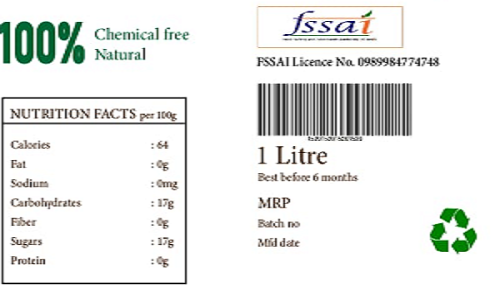 100% Chemical free
Natural
NUTRITION FACTS per 100g
Calories : 64
Fat : 0g
Sodium : 0mg
Carbohydrates : 17g
Fiber : 0g
Sugars : 17g
Protein : 0g
fssai
FSSAI Licence No. 0989984774748
1 Litre
Best before 6 months
MRP
Batch no
Mfd date